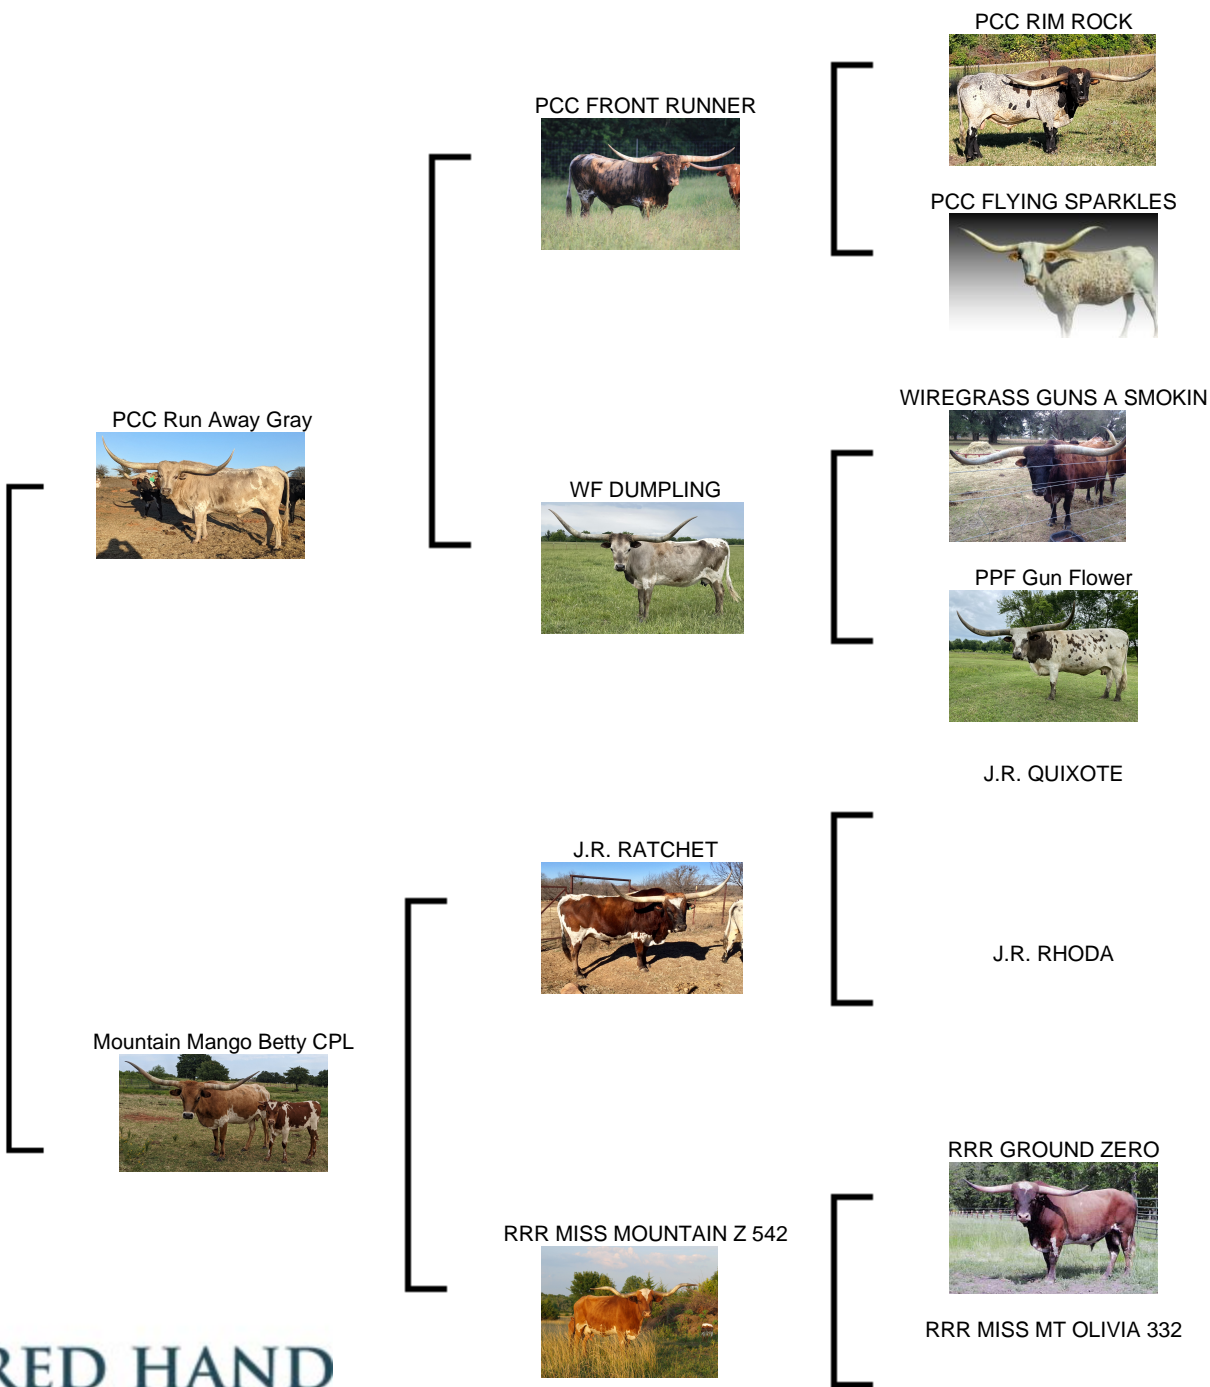 PCC RIM ROCK
PCC FRONT RUNNER
PCC FLYING SPARKLES
PCC Run Away Gray
WIREGRASS GUNS A SMOKIN
WF DUMPLING
PPF Gun Flower
J.R. QUIXOTE
J.R. RATCHET
J.R. RHODA
Mountain Mango Betty CPL
RRR GROUND ZERO
RRR MISS MOUNTAIN Z 542
RRR MISS MT OLIVIA 332
RED HAND